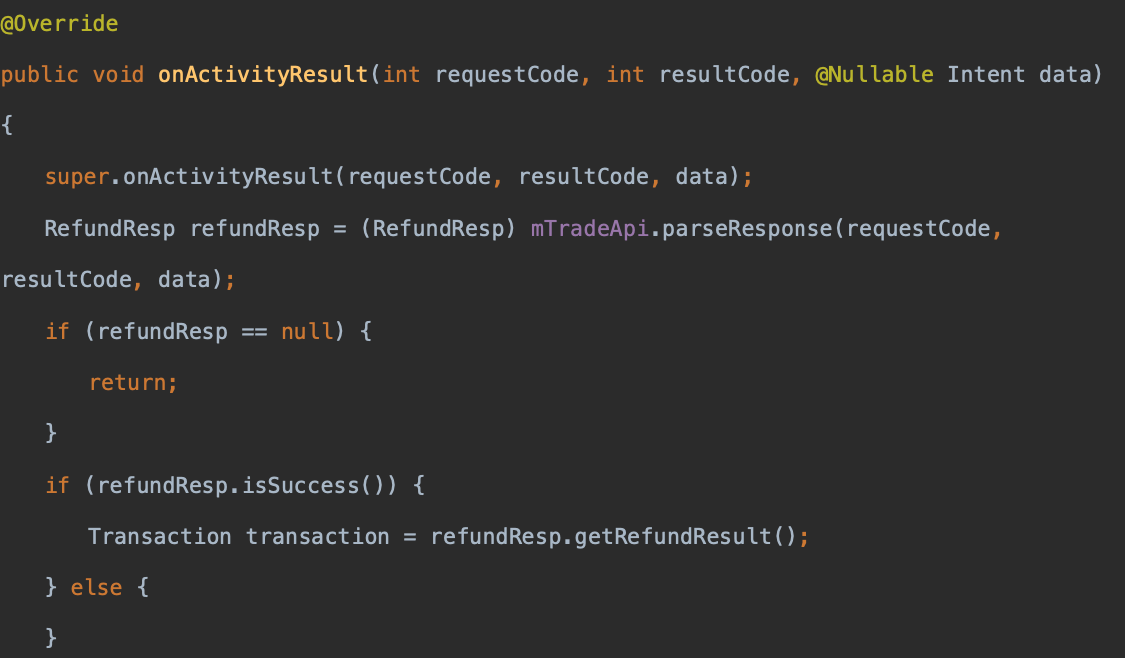 @Override
public void onActivityResult(int requestCode, int resultCode, @Nullable Intent data)
{
super.onActivityResult(requestCode, resultCode, data);
RefundResp refundResp = (RefundResp) mTradeApi.parseResponse(requestCode,
resultCode, data);
if (refundResp == null) {
return;
}
if (refundResp.isSuccess()) {
Transaction transaction = refundResp.getRefundResult();
} else {
}